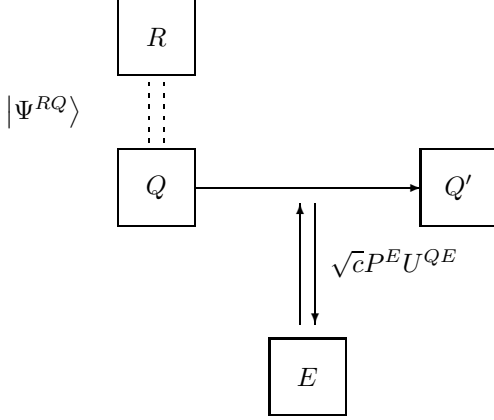 R
|Ψ^{RQ}⟩
Q
Q′
√c P^E U^{QE}
E